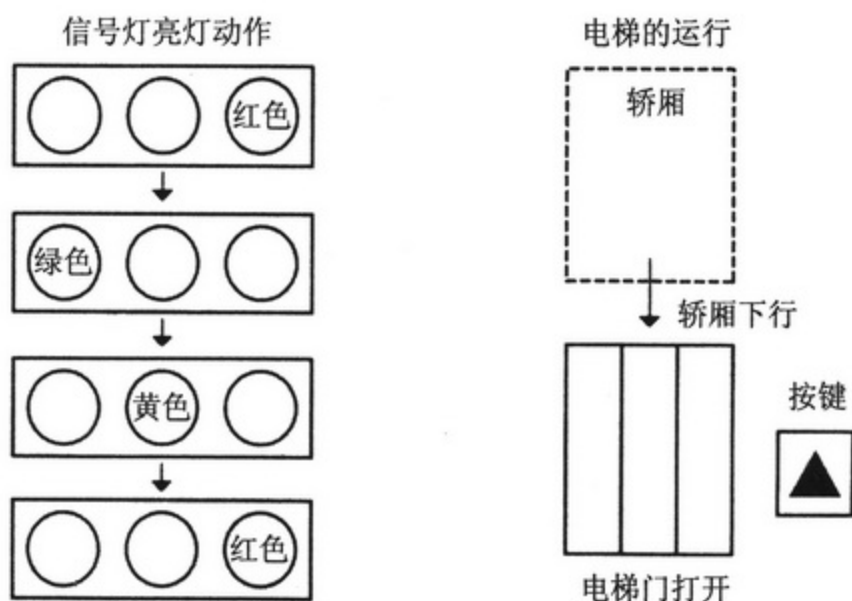 信号灯亮灯动作
红色
绿色
黄色
红色
电梯的运行
轿厢
轿厢下行
按键
电梯门打开